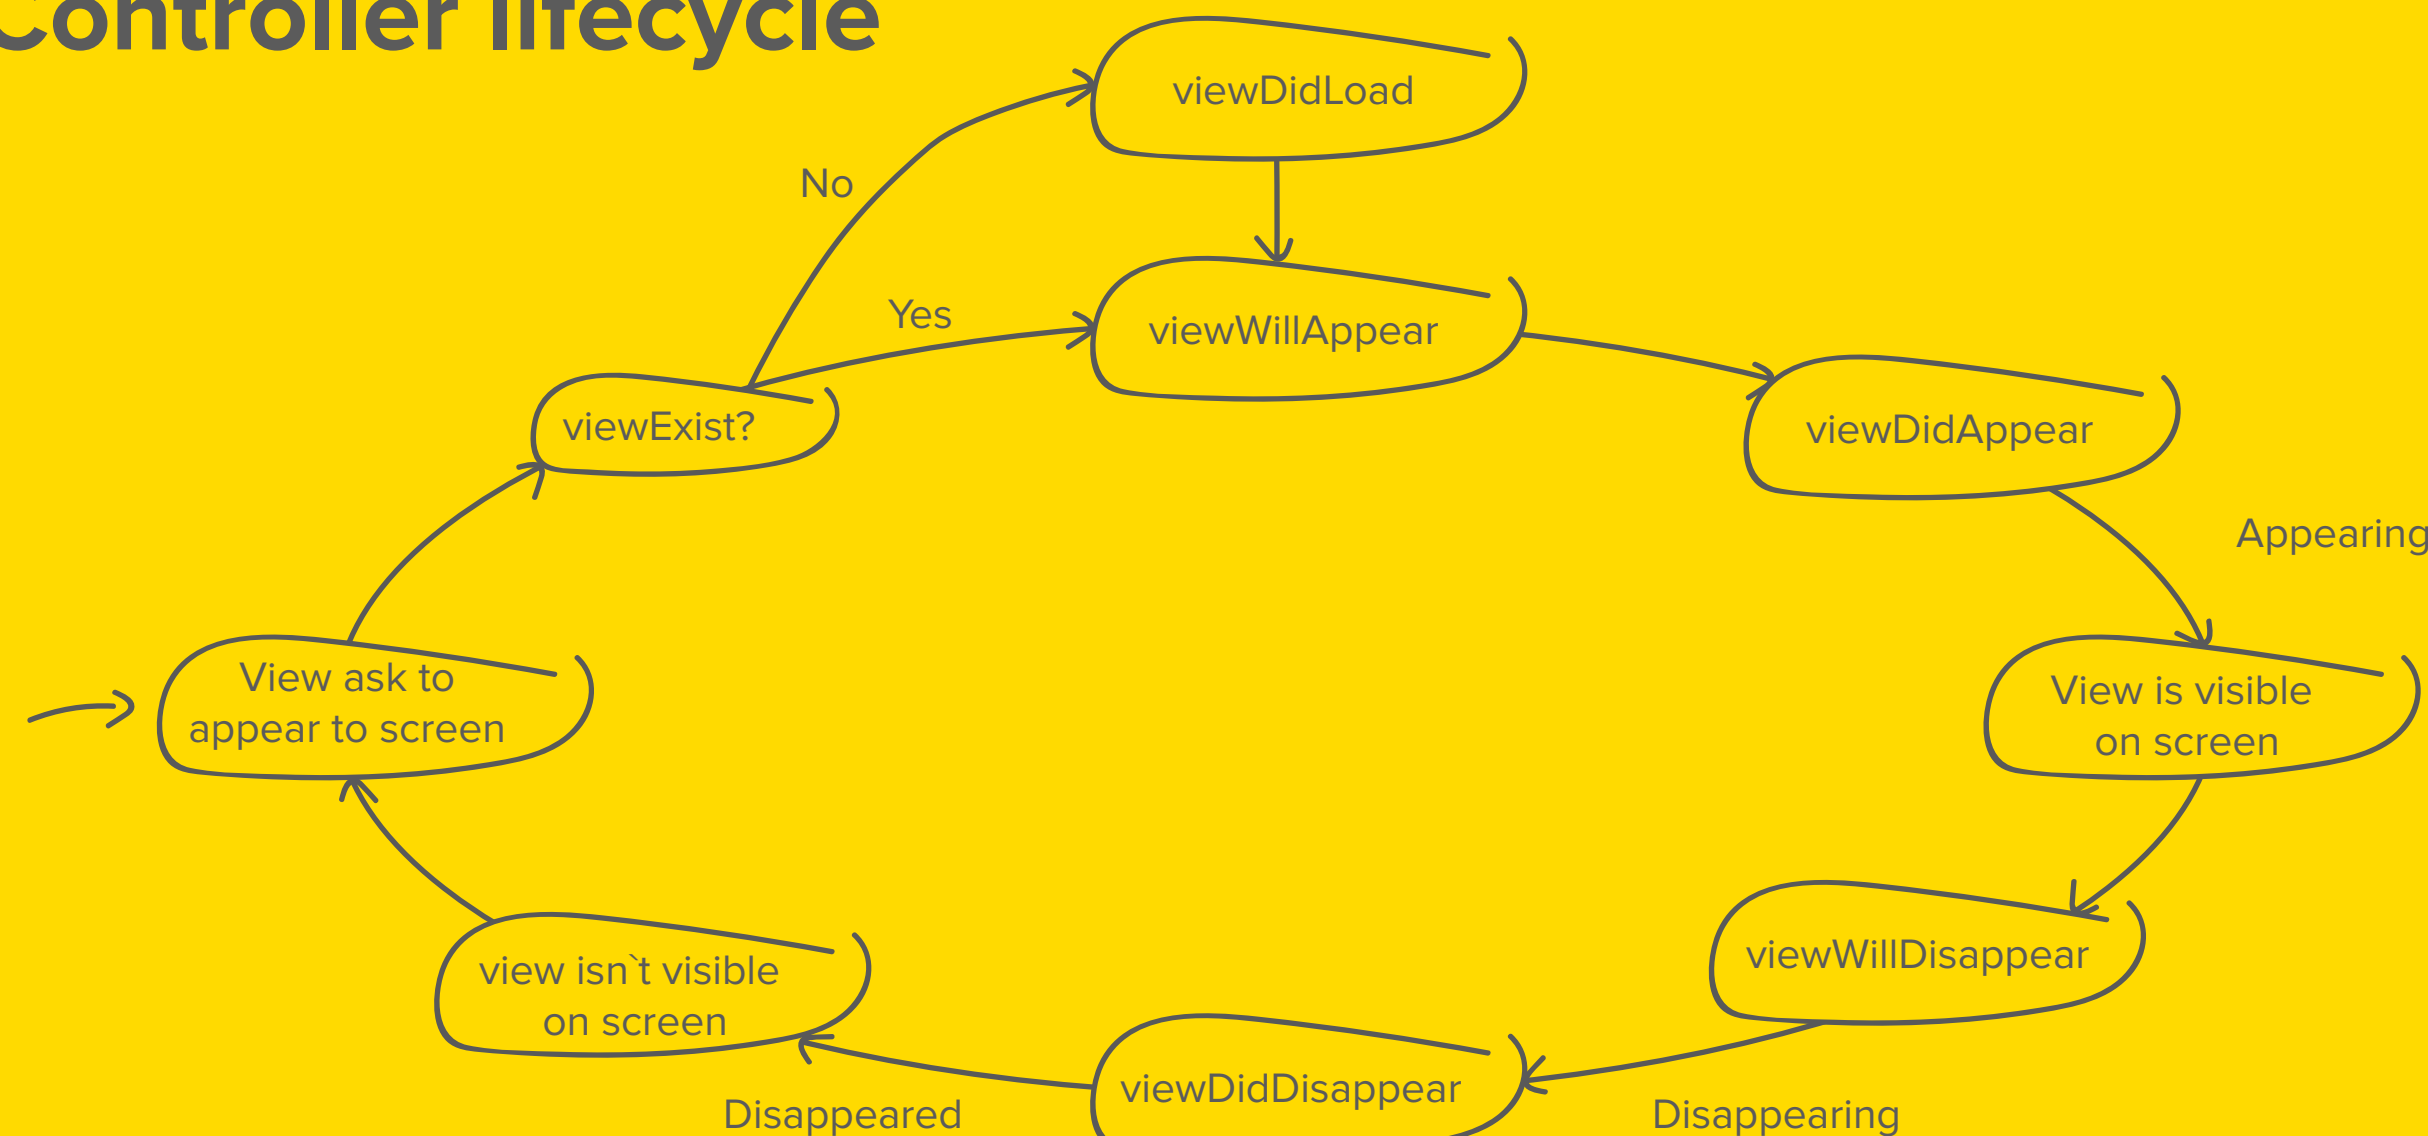 Controller lifecycle
viewDidLoad
No
Yes
viewWillAppear
viewExist?
viewDidAppear
Appearing
View ask to
appear to screen
View is visible
on screen
viewWillDisappear
view isn`t visible
on screen
viewDidDisappear
Disappeared
Disappearing